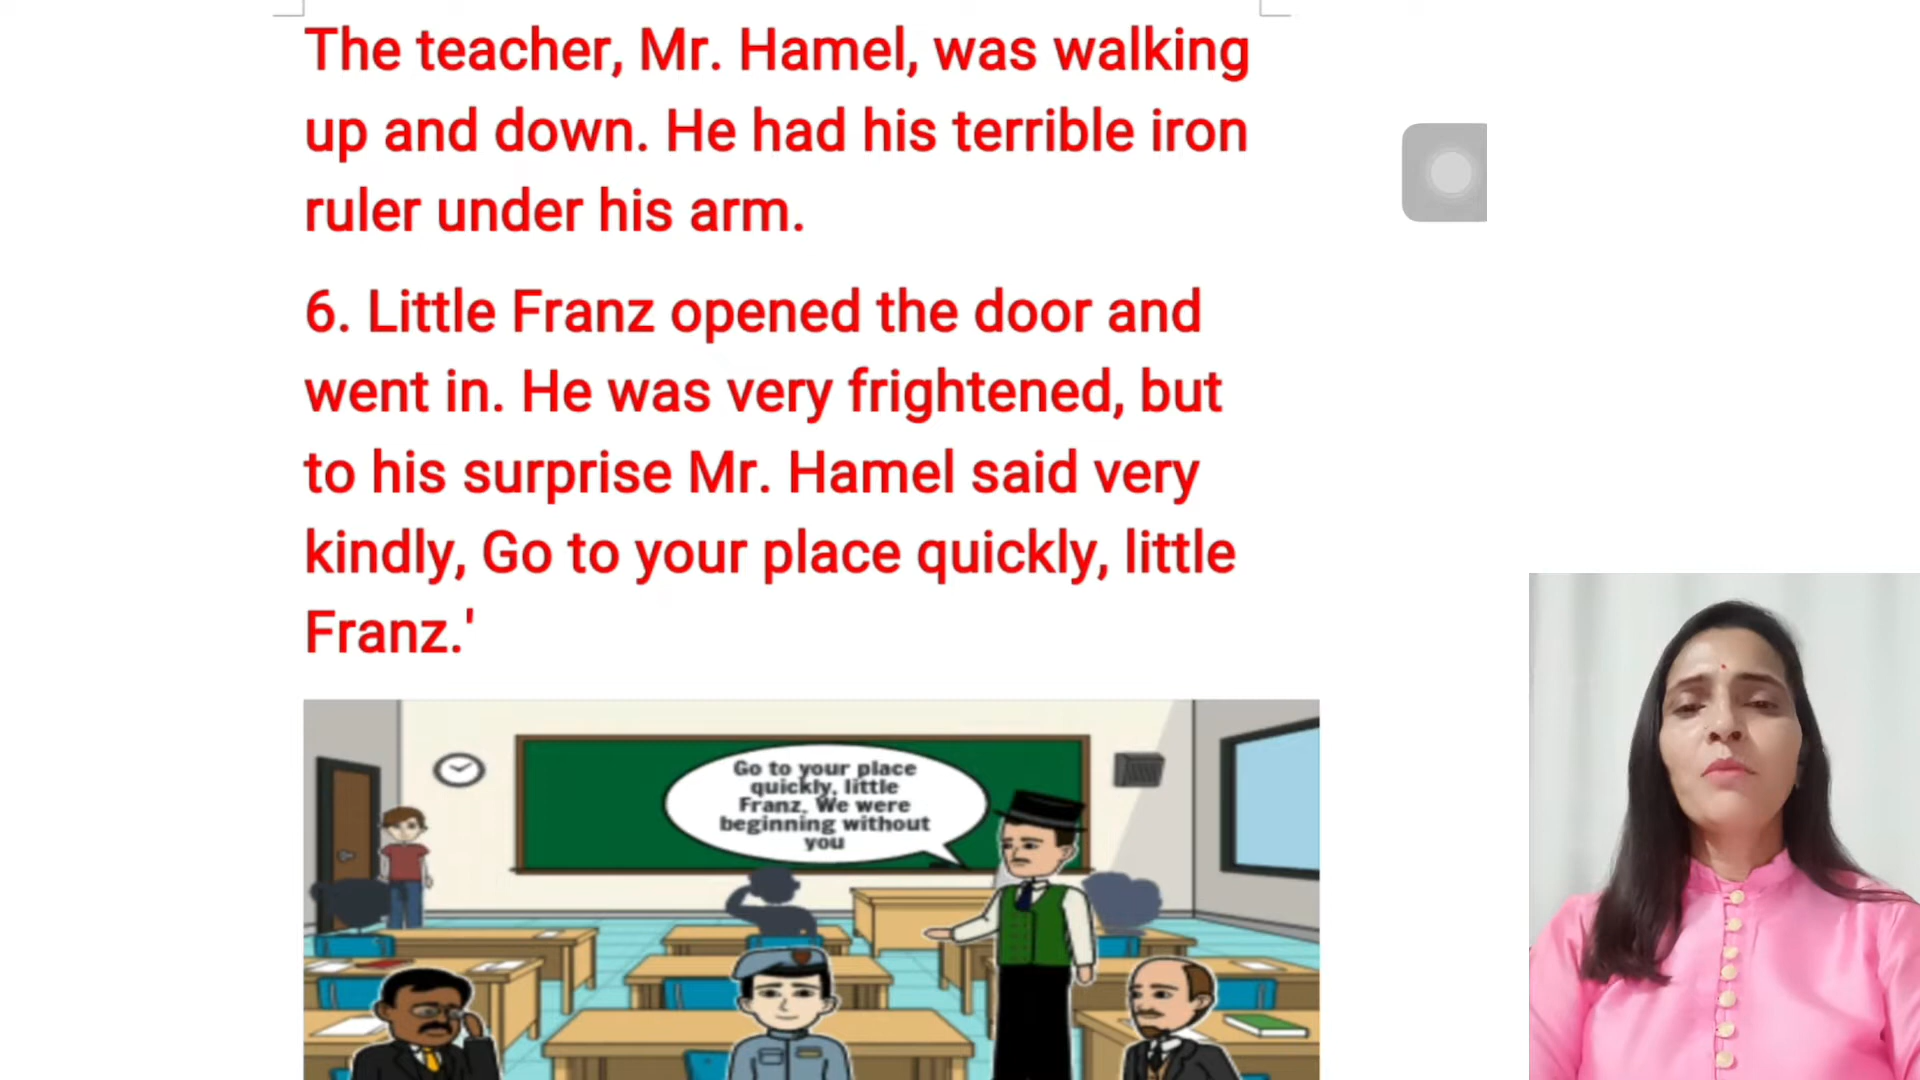 The teacher, Mr. Hamel, was walking
up and down. He had his terrible iron
ruler under his arm.
6. Little Franz opened the door and
went in. He was very frightened, but
to his surprise Mr. Hamel said very
kindly, Go to your place quickly, little
Franz.'
Go to your place
quickly, little
Franz, We were
beginning without
you